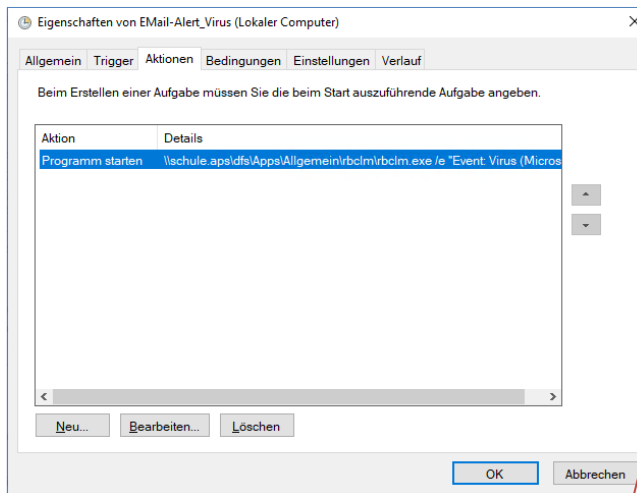 Eigenschaften von EMail-Alert_Virus (Lokaler Computer)
Allgemein Trigger Aktionen Bedingungen Einstellungen Verlauf
Beim Erstellen einer Aufgabe müssen Sie die beim Start auszuführende Aufgabe angeben.
Aktion Details
Programm starten \\schule.aps\dfs\Apps\Allgemein\rbclm\rbclm.exe /e "Event: Virus (Micros
Neu... Bearbeiten... Löschen
OK Abbrechen